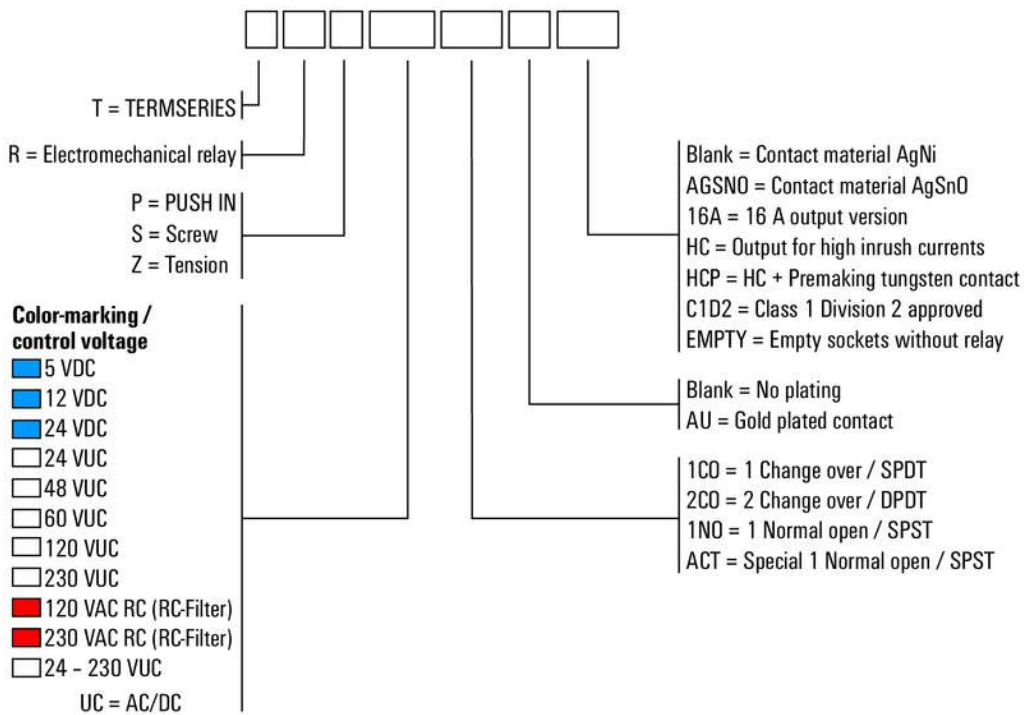 T = TERMSERIES
R = Electromechanical relay
P = PUSH IN
S = Screw
Z = Tension
Color-marking /
control voltage
5 VDC
12 VDC
24 VDC
24 VUC
48 VUC
60 VUC
120 VUC
230 VUC
120 VAC RC (RC-Filter)
230 VAC RC (RC-Filter)
24 - 230 VUC
UC = AC/DC
Blank = Contact material AgNi
AGSNO = Contact material AgSnO
16A = 16 A output version
HC = Output for high inrush currents
HCP = HC + Premaking tungsten contact
C1D2 = Class 1 Division 2 approved
EMPTY = Empty sockets without relay
Blank = No plating
AU = Gold plated contact
1CO = 1 Change over / SPDT
2CO = 2 Change over / DPDT
1NO = 1 Normal open / SPST
ACT = Special 1 Normal open / SPST